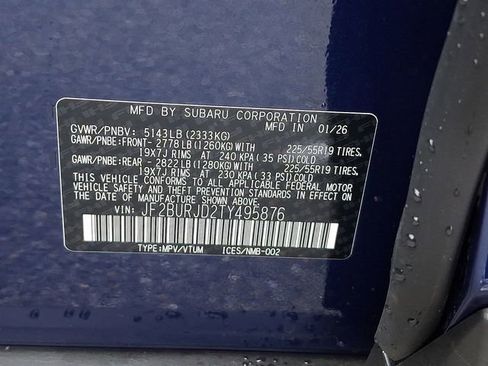 MFD BY SUBARU CORPORATION
GVWR/PNBV: 5143LB(2333KG) MFD IN 01/26
GAWR/PNBE:FRONT-2778LB(1260KG)WITH 225/55R19 TIRES.
19X7J RIMS AT 240 KPA(35 PSI)COLD
GAWR/PNBE:REAR -2822LB(1280KG)WITH 225/55R19 TIRES.
19X7J RIMS AT 230 KPA(33 PSI)COLD
THIS VEHICLE CONFORMS TO ALL APPLICABLE FEDERAL MOTOR
VEHICLE SAFETY AND THEFT PREVENTION STANDARDS IN EFFECT ON
THE DATE OF MANUFACTURE SHOWN ABOVE.
VIN: JF2BURJD2TY495876
TYPE:MPV/VTUM ICES/NMB-002